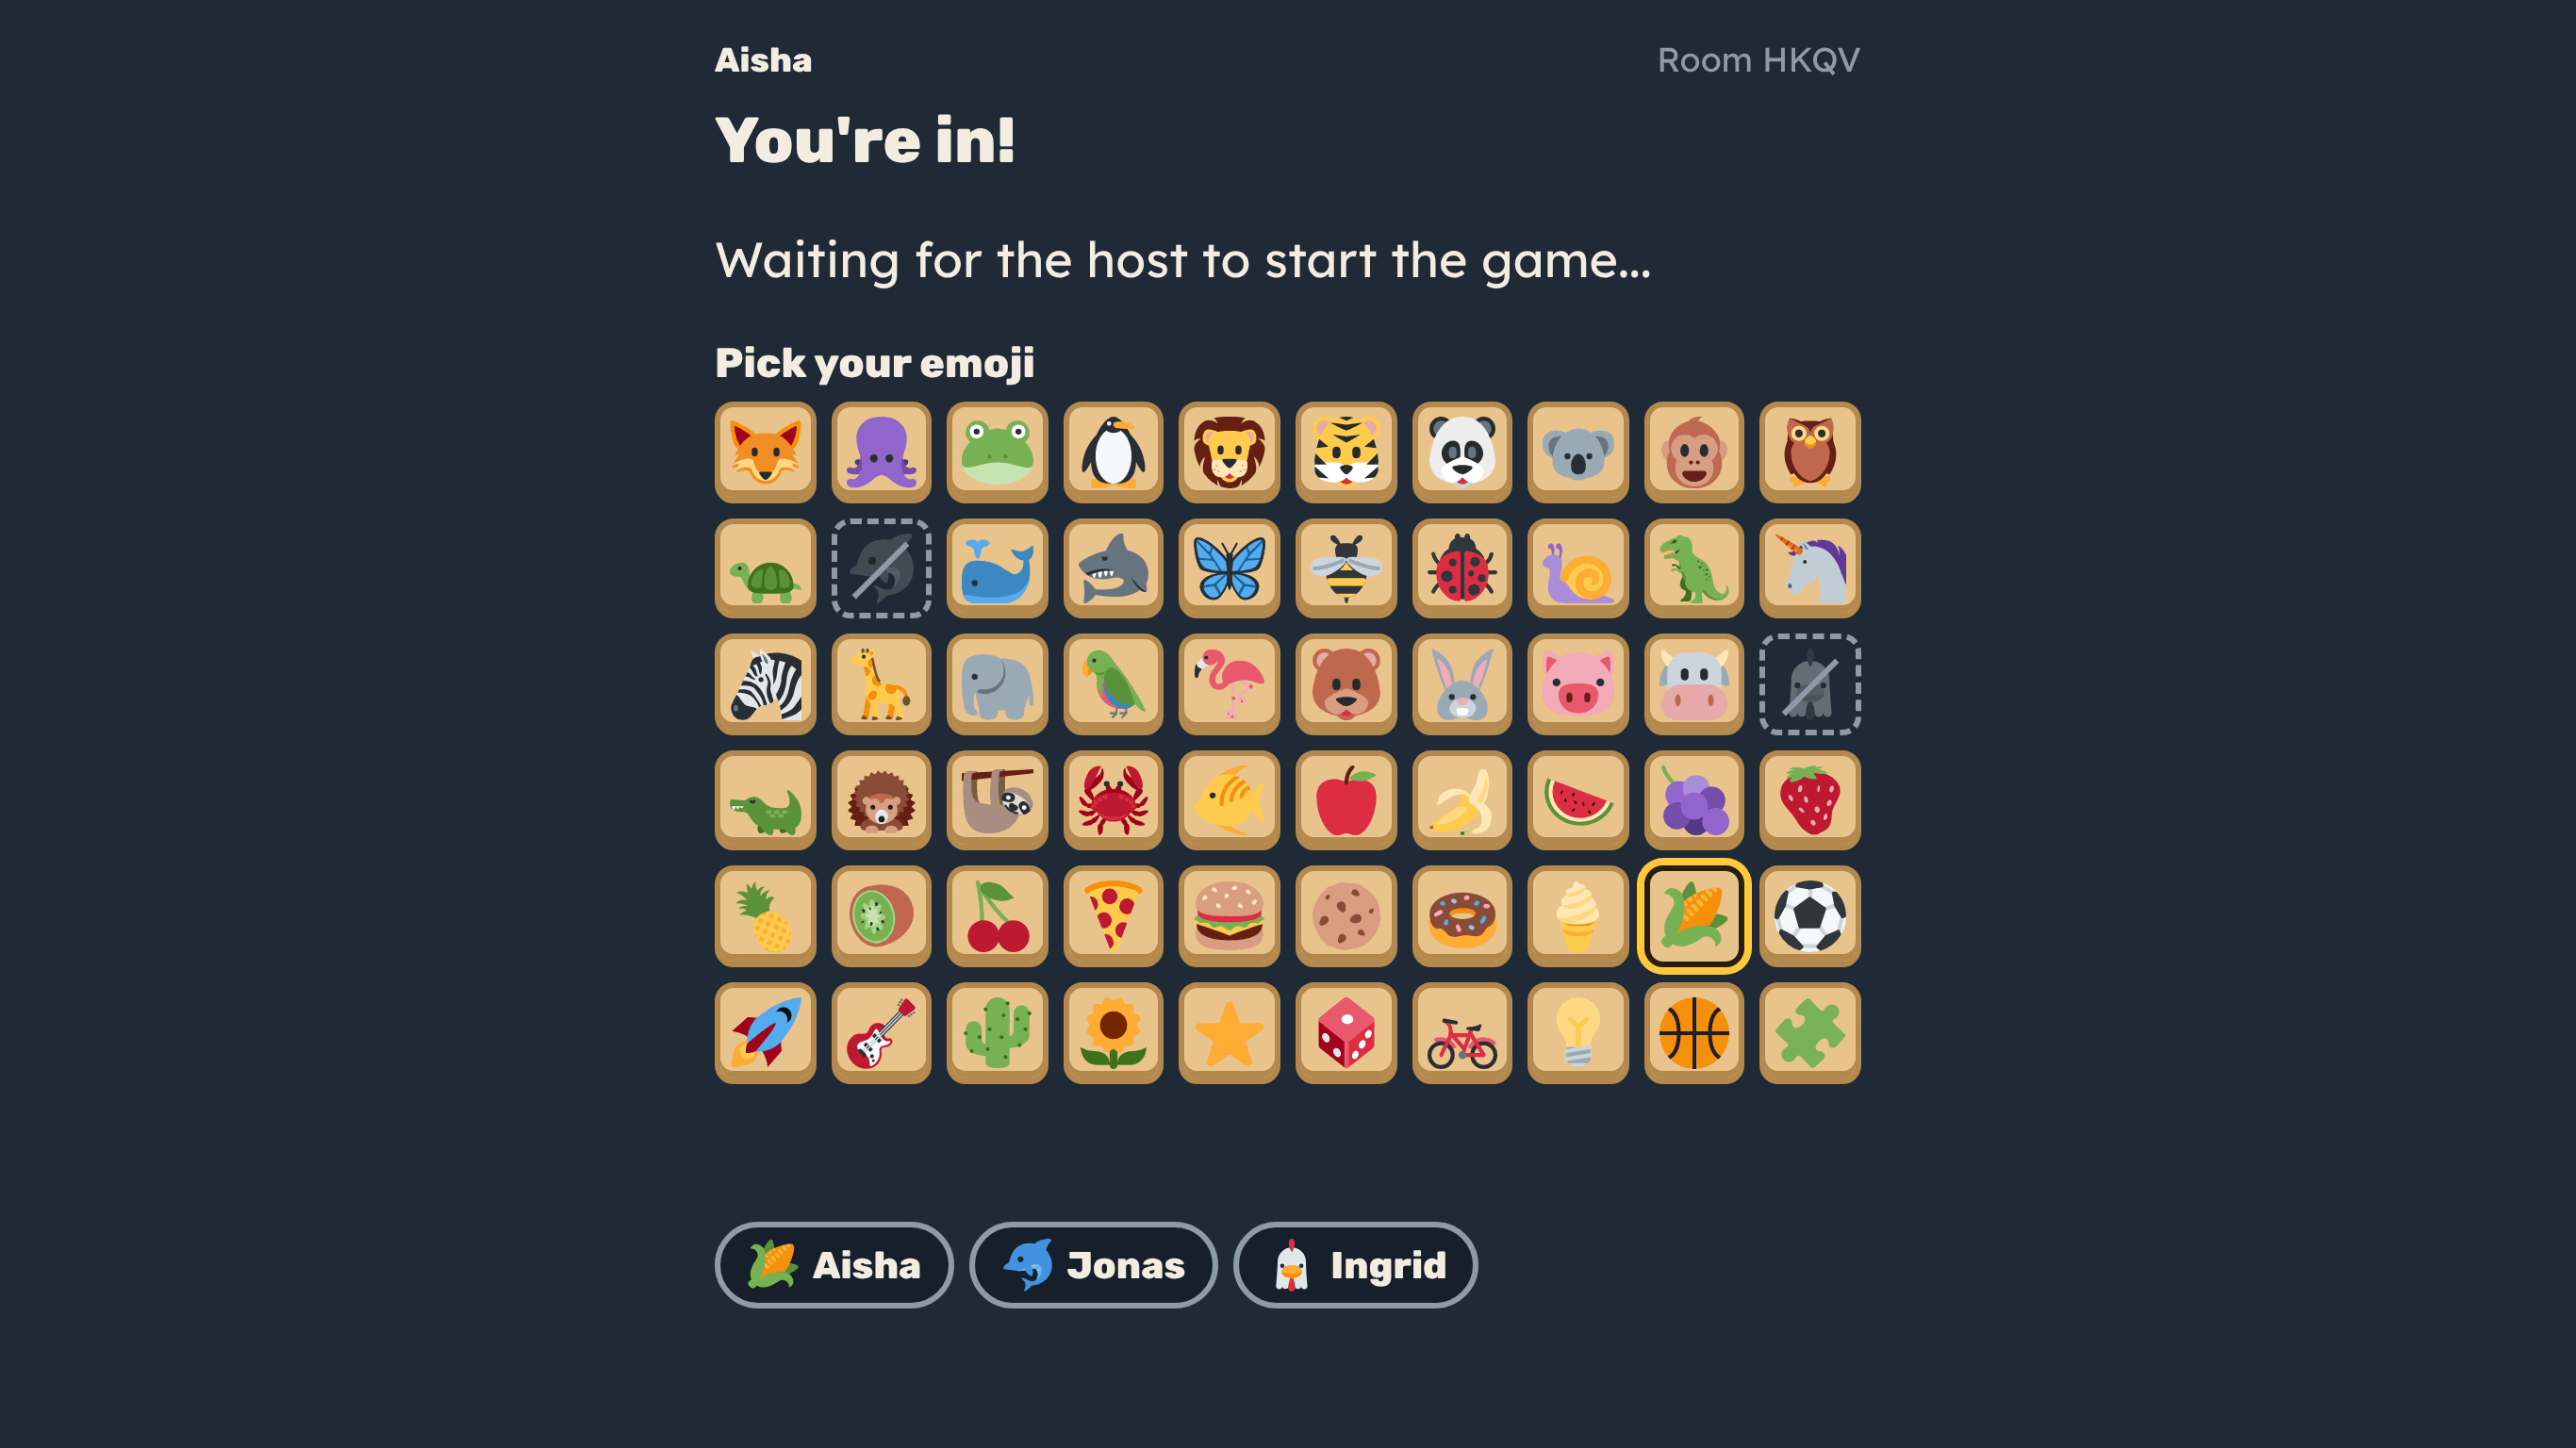 Aisha
Room HKQV
You're in!
Waiting for the host to start the game...
Pick your emoji
Aisha
Jonas
Ingrid